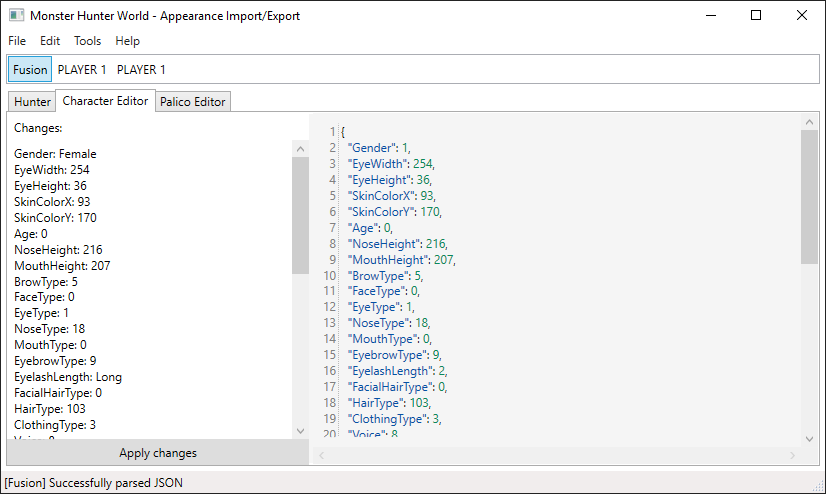 Monster Hunter World - Appearance Import/Export
File Edit Tools Help
Fusion PLAYER 1 PLAYER 1
Hunter Character Editor Palico Editor
Changes:
Gender: Female
EyeWidth: 254
EyeHeight: 36
SkinColorX: 93
SkinColorY: 170
Age: 0
NoseHeight: 216
MouthHeight: 207
BrowType: 5
FaceType: 0
EyeType: 1
NoseType: 18
MouthType: 0
EyebrowType: 9
EyelashLength: Long
FacialHairType: 0
HairType: 103
ClothingType: 3
Voice: 8
Apply changes
1 {
2 "Gender": 1,
3 "EyeWidth": 254,
4 "EyeHeight": 36,
5 "SkinColorX": 93,
6 "SkinColorY": 170,
7 "Age": 0,
8 "NoseHeight": 216,
9 "MouthHeight": 207,
10 "BrowType": 5,
11 "FaceType": 0,
12 "EyeType": 1,
13 "NoseType": 18,
14 "MouthType": 0,
15 "EyebrowType": 9,
16 "EyelashLength": 2,
17 "FacialHairType": 0,
18 "HairType": 103,
19 "ClothingType": 3,
20 "Voice": 8,
[Fusion] Successfully parsed JSON